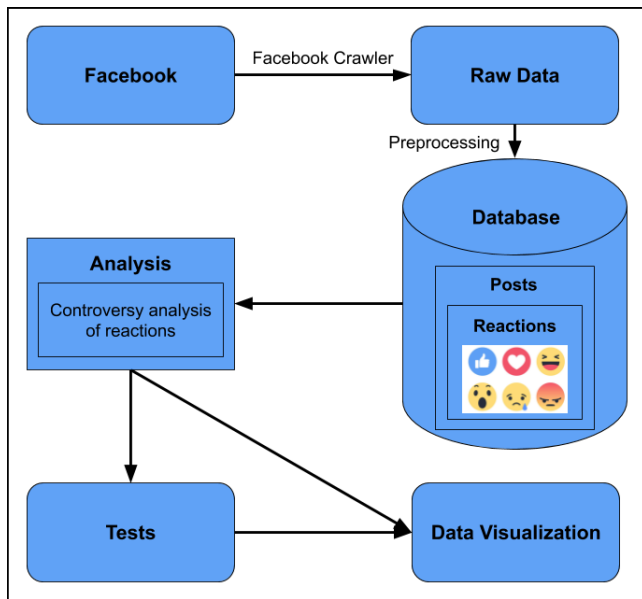 Facebook
Facebook Crawler
Raw Data
Preprocessing
Database
Posts
Reactions
Analysis
Controversy analysis
of reactions
Tests
Data Visualization